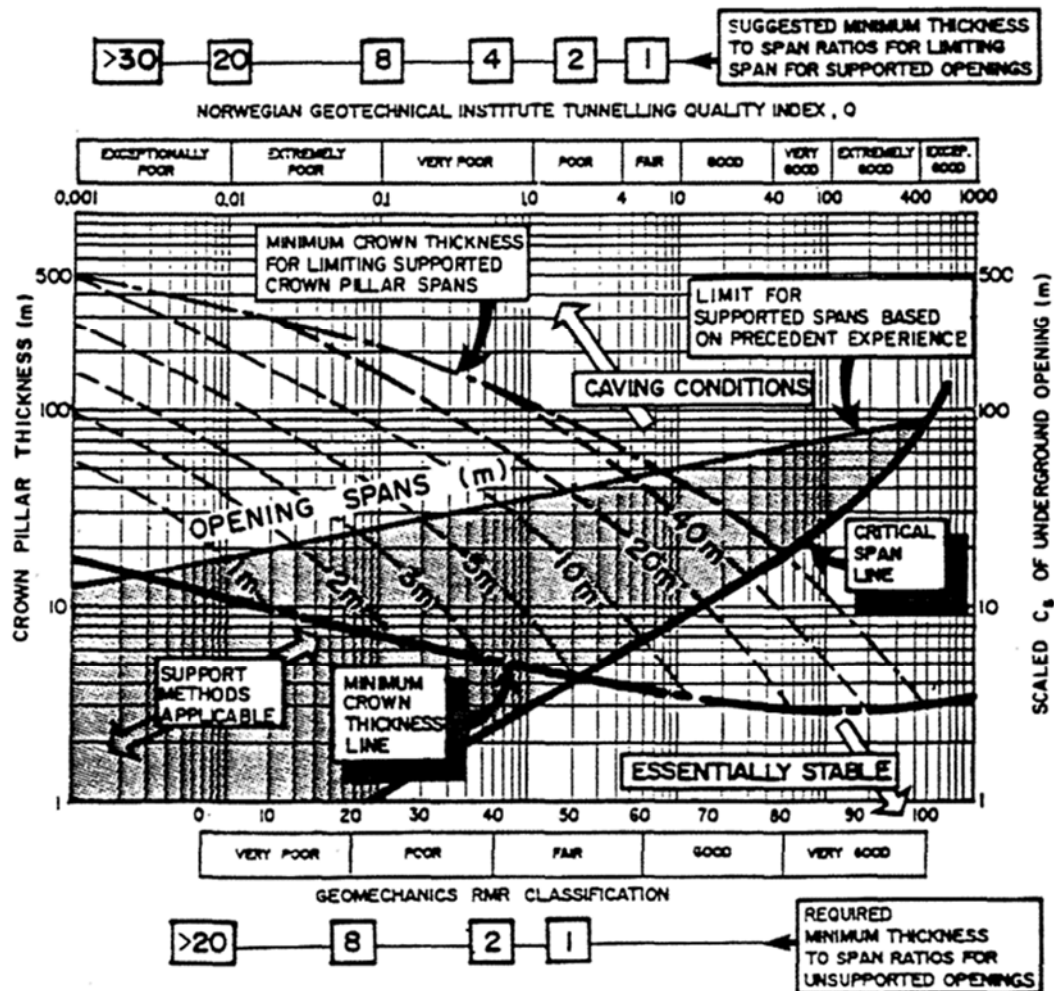 SUGGESTED MINIMUM THICKNESS
TO SPAN RATIOS FOR LIMITING
SPAN FOR SUPPORTED OPENINGS
>30 20 8 4 2 1
NORWEGIAN GEOTECHNICAL INSTITUTE TUNNELLING QUALITY INDEX, Q
EXCEPTIONALLY POOR
EXTREMELY POOR
VERY POOR
POOR
FAIR
GOOD
VERY GOOD
EXTREMELY GOOD
EXCEP. GOOD
0.001 0.01 0.1 1.0 4 10 40 100 400 1000
MINIMUM CROWN THICKNESS
FOR LIMITING SUPPORTED
CROWN PILLAR SPANS
LIMIT FOR
SUPPORTED SPANS BASED
ON PRECEDENT EXPERIENCE
CAVING CONDITIONS
CROWN PILLAR THICKNESS (m)
500
100
10
1
SCALED C_S OF UNDERGROUND OPENING (m)
500
100
10
1
OPENING SPANS (m)
1m 2m 3m 5m 10m 20m 40m
CRITICAL
SPAN
LINE
SUPPORT
METHODS
APPLICABLE
MINIMUM
CROWN
THICKNESS
LINE
ESSENTIALLY STABLE
0 10 20 30 40 50 60 70 80 90 100
VERY POOR
POOR
FAIR
GOOD
VERY GOOD
GEOMECHANICS RMR CLASSIFICATION
>20 8 2 1
REQUIRED
MINIMUM THICKNESS
TO SPAN RATIOS FOR
UNSUPPORTED OPENINGS